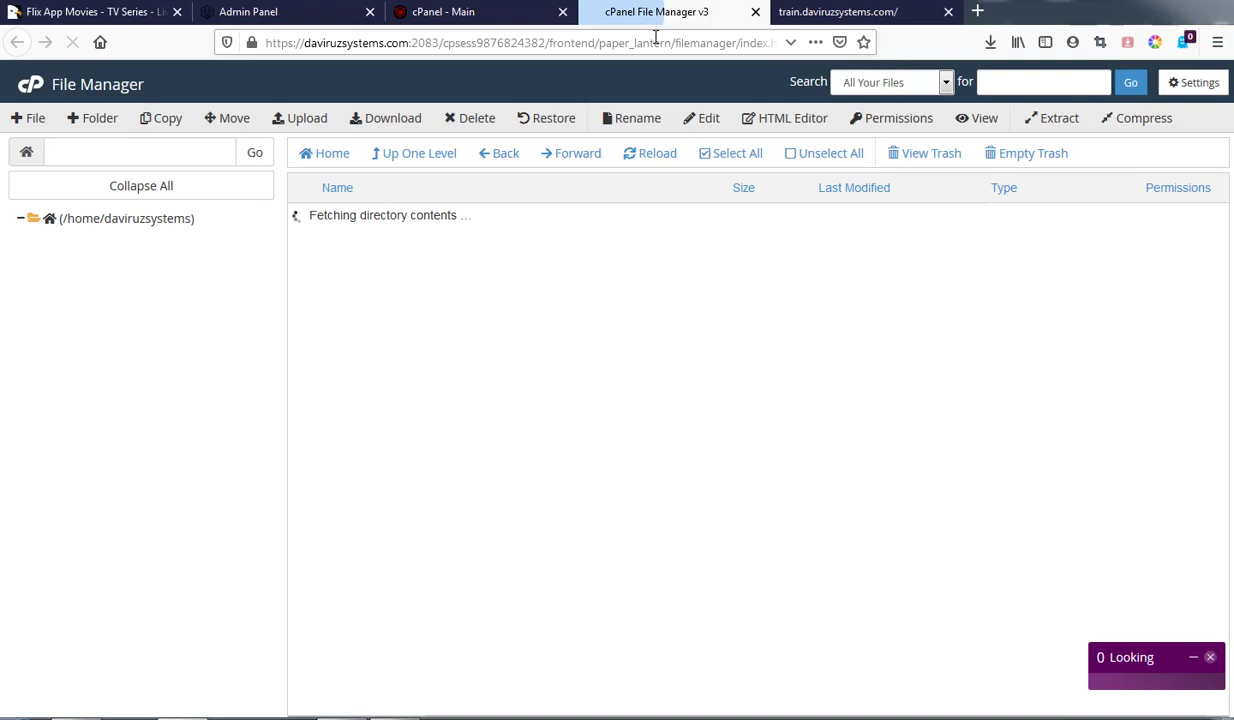 Flix App Movies - TV Series - Li
Admin Panel
cPanel - Main
cPanel File Manager v3
train.daviruzsystems.com/
https://daviruzsystems.com:2083/cpsess9876824382/frontend/paper_lantern/filemanager/index.h
0
cP File Manager
Search All Your Files for Go Settings
File Folder Copy Move Upload Download Delete Restore Rename Edit HTML Editor Permissions View Extract Compress
Go Home Up One Level Back Forward Reload Select All Unselect All View Trash Empty Trash
Collapse All
Name Size Last Modified Type Permissions
(/home/daviruzsystems)
Fetching directory contents ...
0 Looking